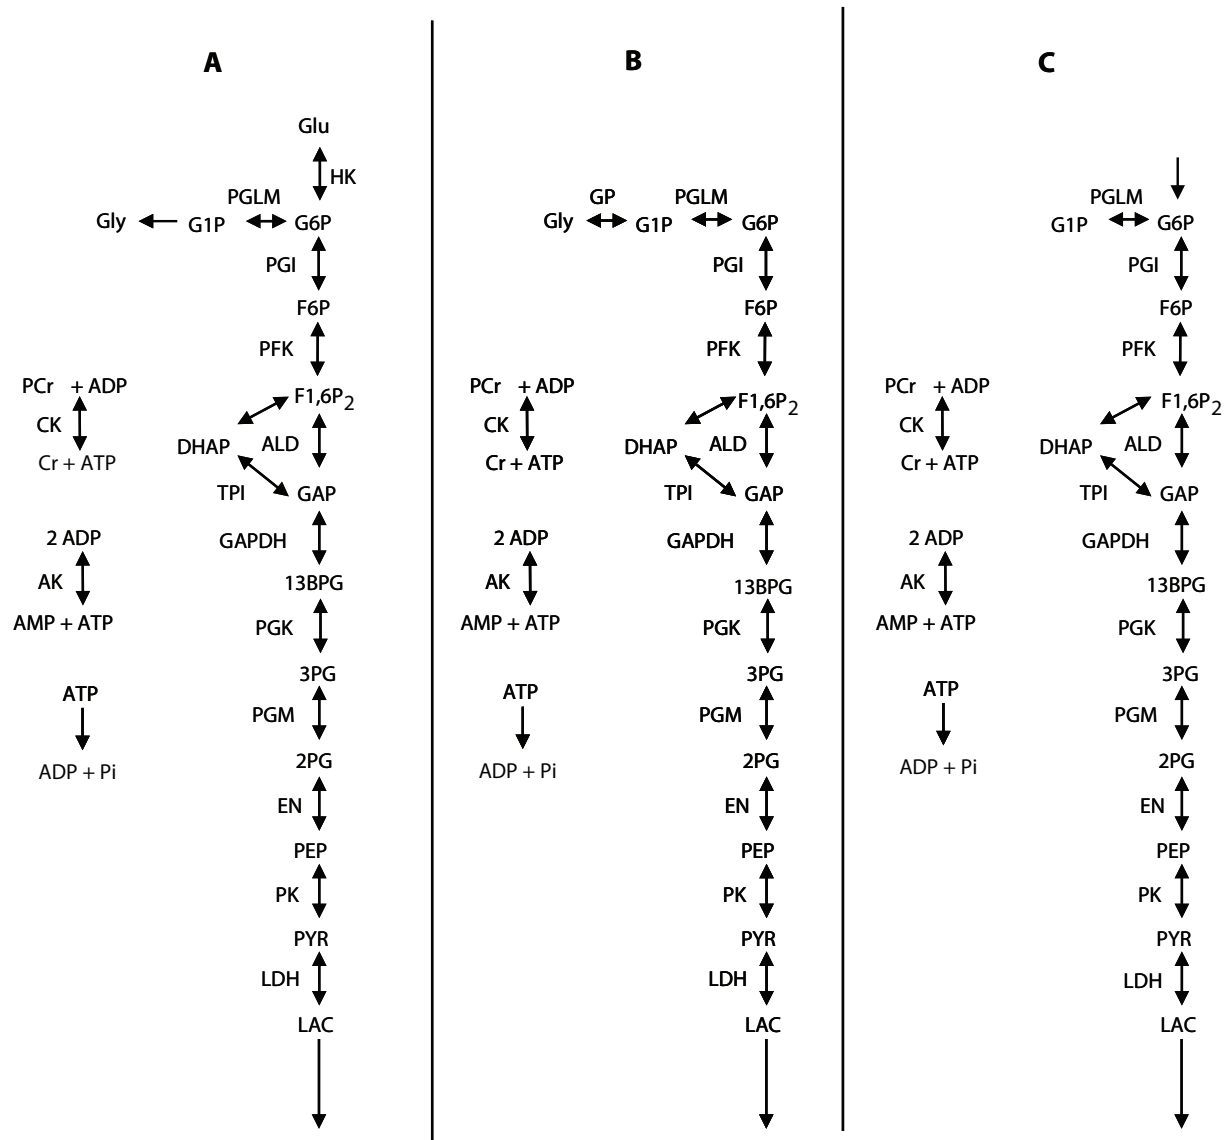 A
Glu
HK
PGLM
Gly G1P G6P
PGI
F6P
PFK
PCr + ADP
F1,6P2
CK
DHAP ALD
Cr + ATP
TPI GAP
2 ADP
GAPDH
AK
13BPG
AMP + ATP
PGK
3PG
ATP
PGM
2PG
ADP + Pi
EN
PEP
PK
PYR
LDH
LAC
B
GP PGLM
Gly G1P G6P
PGI
F6P
PFK
PCr + ADP
F1,6P2
CK
DHAP ALD
Cr + ATP
TPI GAP
2 ADP
GAPDH
AK
13BPG
AMP + ATP
PGK
3PG
ATP
PGM
2PG
ADP + Pi
EN
PEP
PK
PYR
LDH
LAC
C
PGLM
G1P G6P
PGI
F6P
PFK
PCr + ADP
F1,6P2
CK
DHAP ALD
Cr + ATP
TPI GAP
2 ADP
GAPDH
AK
13BPG
AMP + ATP
PGK
3PG
ATP
PGM
2PG
ADP + Pi
EN
PEP
PK
PYR
LDH
LAC